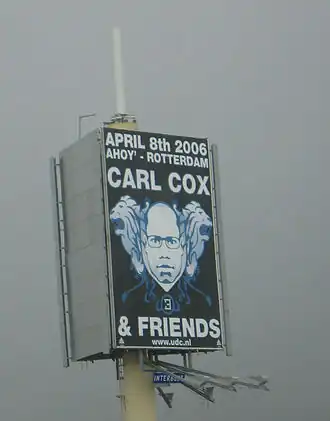 APRIL 8th 2006
AHOY' - ROTTERDAM
CARL COX
& FRIENDS
www.udc.nl